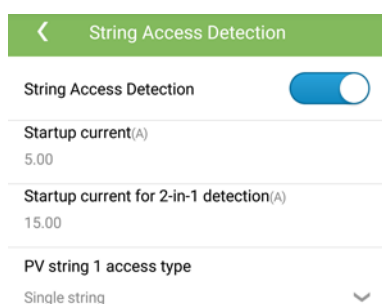 String Access Detection
String Access Detection
Startup current(A)
5.00
Startup current for 2-in-1 detection(A)
15.00
PV string 1 access type
Single string